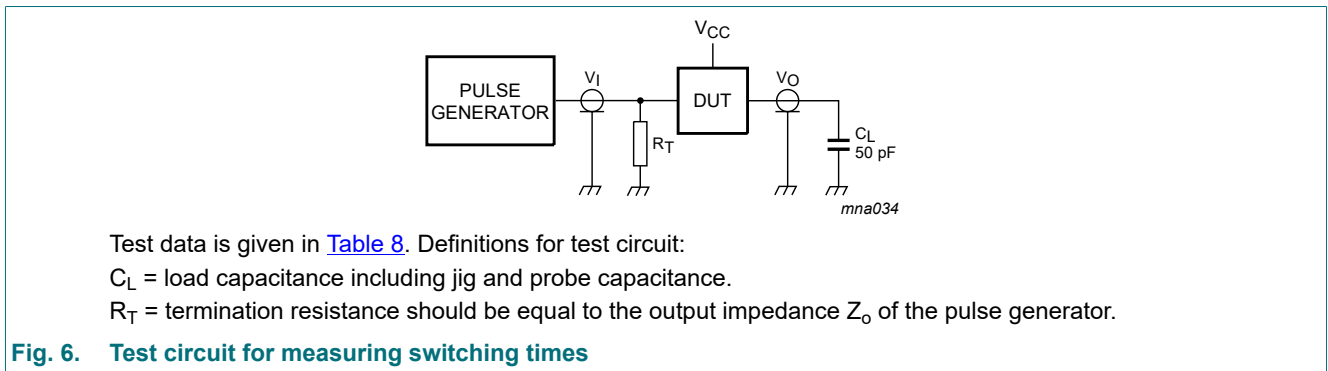 VCC
PULSE
GENERATOR
VI
DUT
VO
RT
CL
50 pF
mna034
Test data is given in Table 8. Definitions for test circuit:
CL = load capacitance including jig and probe capacitance.
RT = termination resistance should be equal to the output impedance Zo of the pulse generator.
Fig. 6. Test circuit for measuring switching times